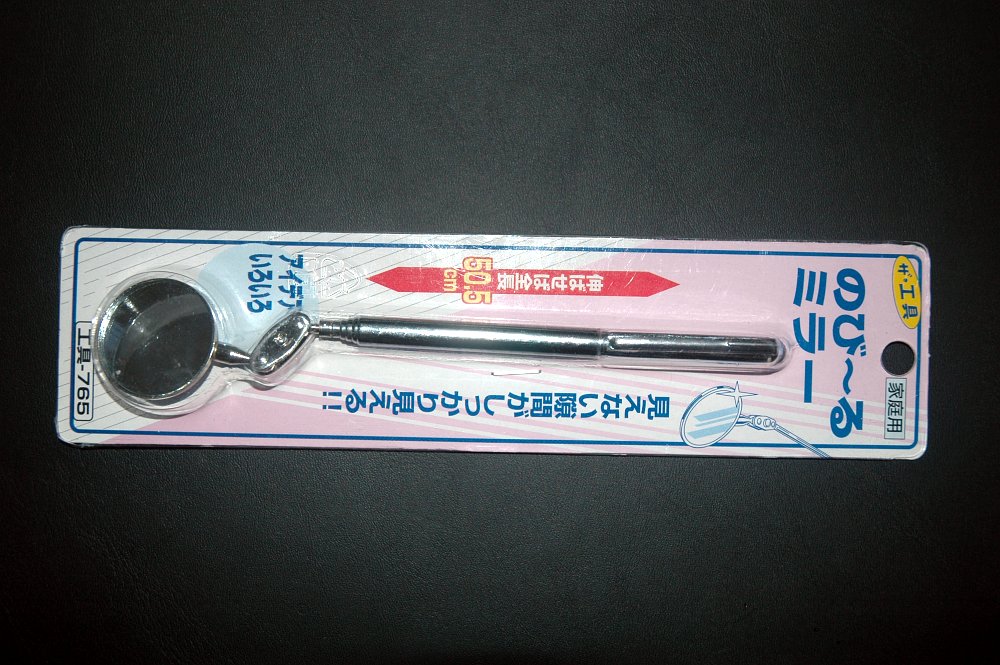 ザ・工具
のび～る
ミラー
家庭用
伸ばせば全長
50.5
cm
見えない隙間がしっかり見える!!
アイデア
いろいろ
工具-765